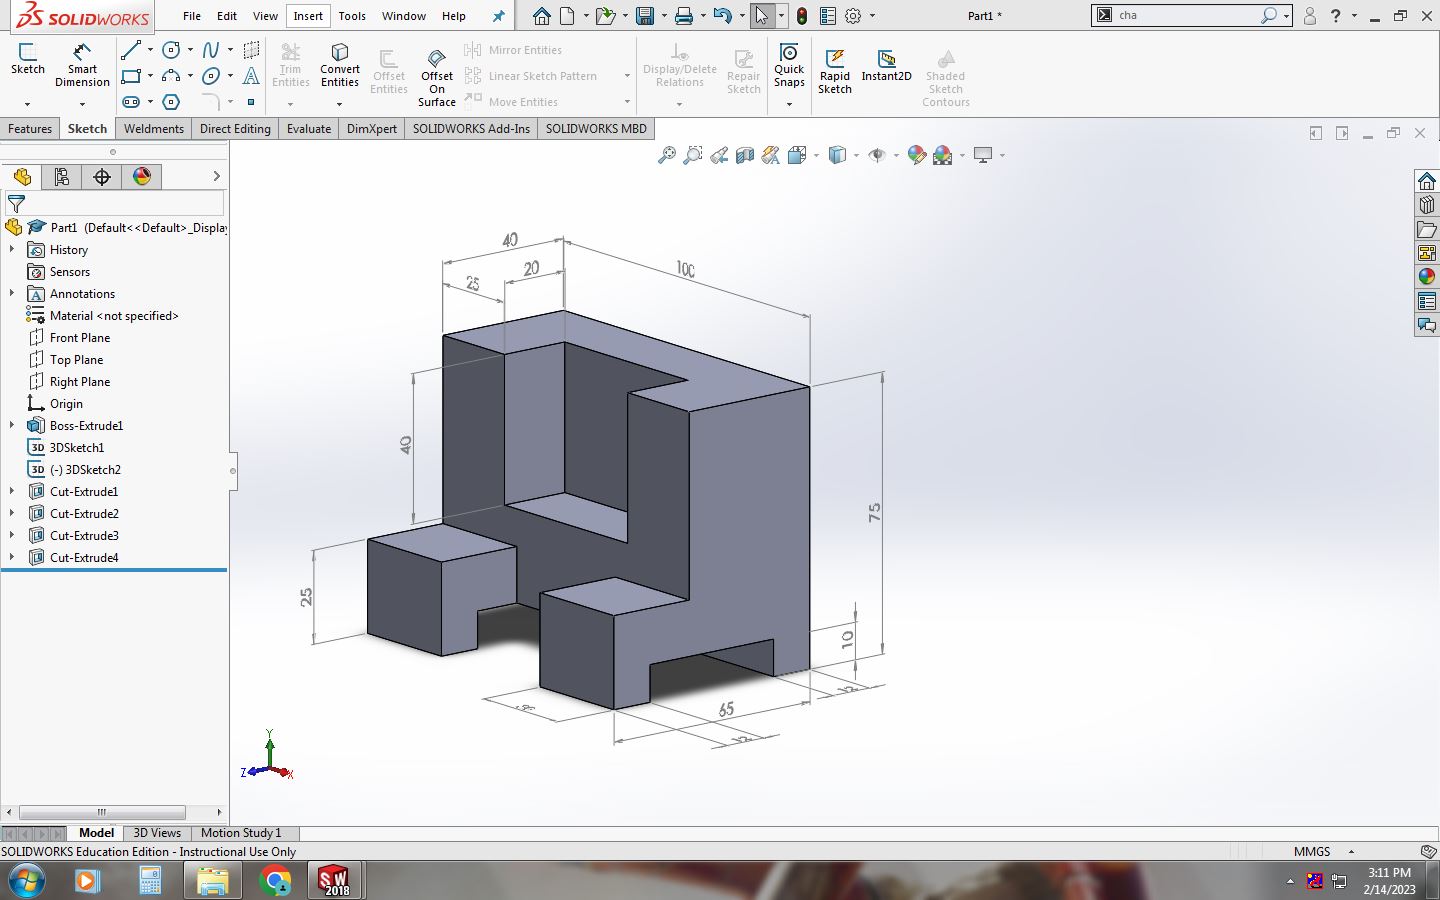 SOLIDWORKS File Edit View Insert Tools Window Help Part1 * cha ?
Sketch Smart Dimension Trim Entities Convert Entities Offset Entities Offset On Surface Mirror Entities Linear Sketch Pattern Move Entities Display/Delete Relations Repair Sketch Quick Snaps Rapid Sketch Instant2D Shaded Sketch Contours
Features Sketch Weldments Direct Editing Evaluate DimXpert SOLIDWORKS Add-Ins SOLIDWORKS MBD
Part1 (Default<<Default>_Display
History
Sensors
Annotations
Material <not specified>
Front Plane
Top Plane
Right Plane
Origin
Boss-Extrude1
3D 3DSketch1
3D (-) 3DSketch2
Cut-Extrude1
Cut-Extrude2
Cut-Extrude3
Cut-Extrude4
40
100
20
25
40
75
25
10
65
Y
Z X
Model 3D Views Motion Study 1
SOLIDWORKS Education Edition - Instructional Use Only MMGS
SW 2018
3:11 PM
2/14/2023